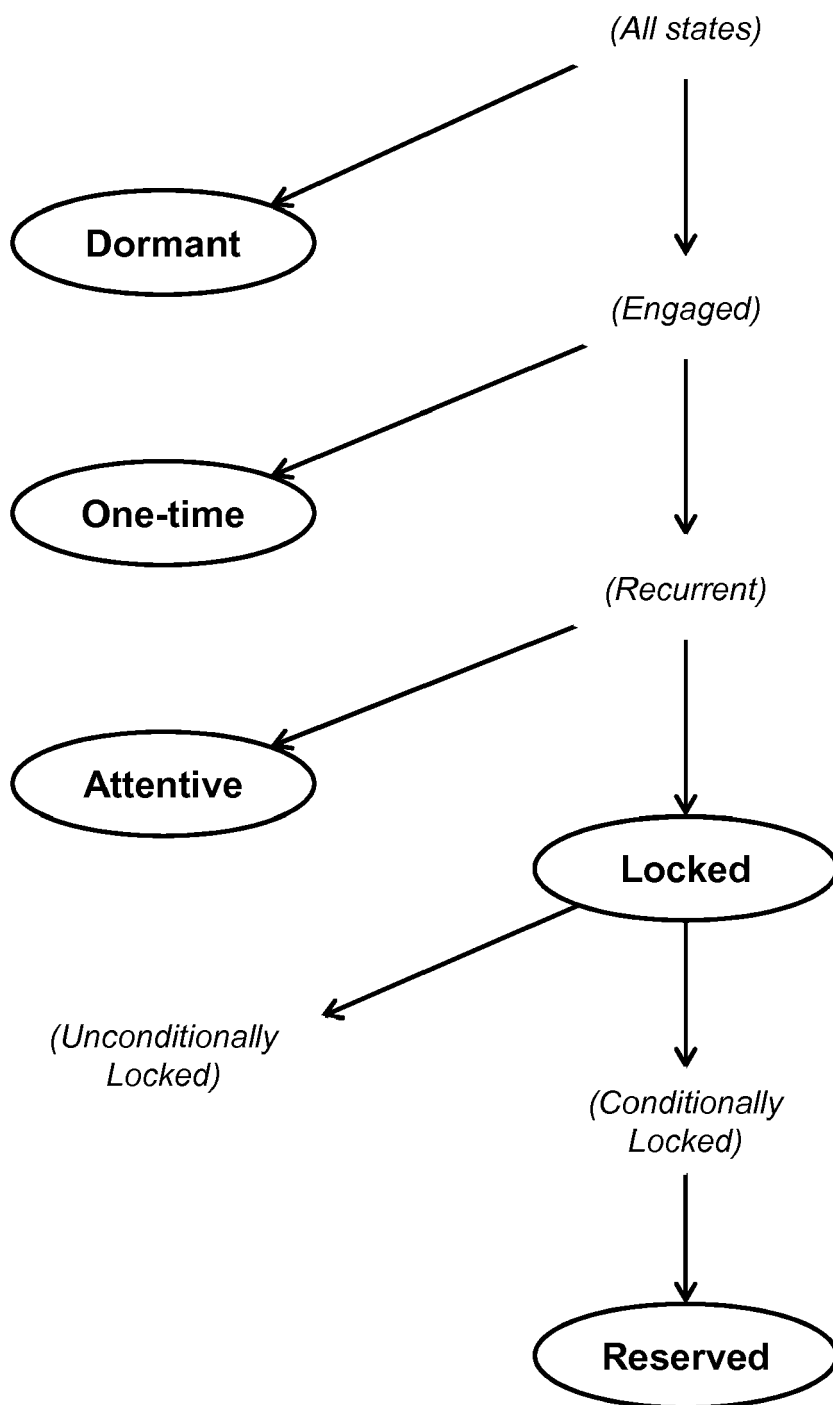 (All states)
Dormant
(Engaged)
One-time
(Recurrent)
Attentive
Locked
(Unconditionally
Locked)
(Conditionally
Locked)
Reserved